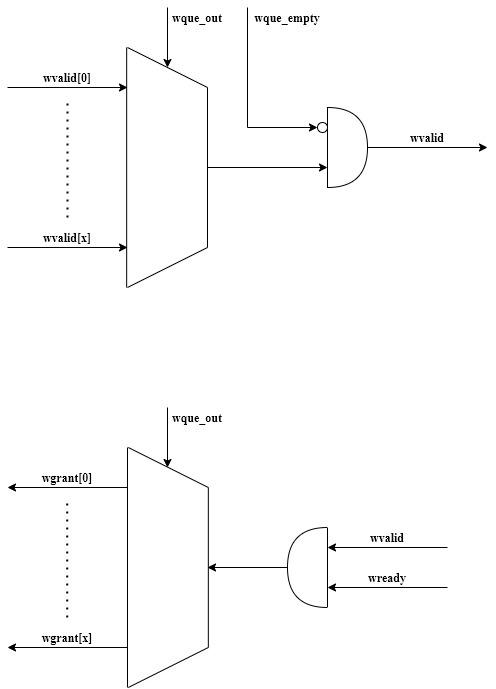 wque_out
wque_empty
wvalid[0]
wvalid
wvalid[x]
wque_out
wgrant[0]
wvalid
wready
wgrant[x]